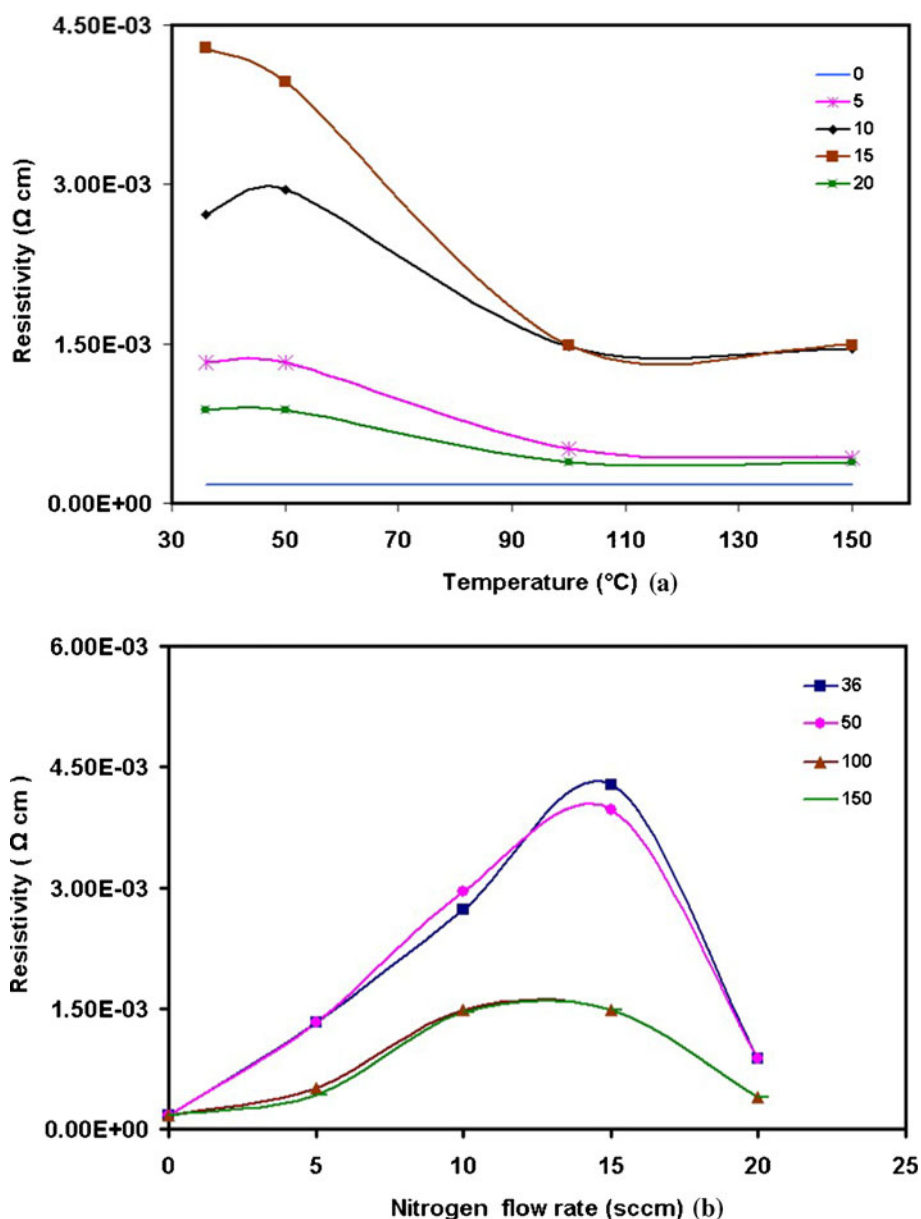 4.50E-03
3.00E-03
1.50E-03
0.00E+00
Resistivity (Ω cm)
0
5
10
15
20
30 50 70 90 110 130 150
Temperature (°C) (a)
6.00E-03
4.50E-03
3.00E-03
1.50E-03
0.00E+00
Resistivity ( Ω cm)
36
50
100
150
0 5 10 15 20 25
Nitrogen flow rate (sccm) (b)